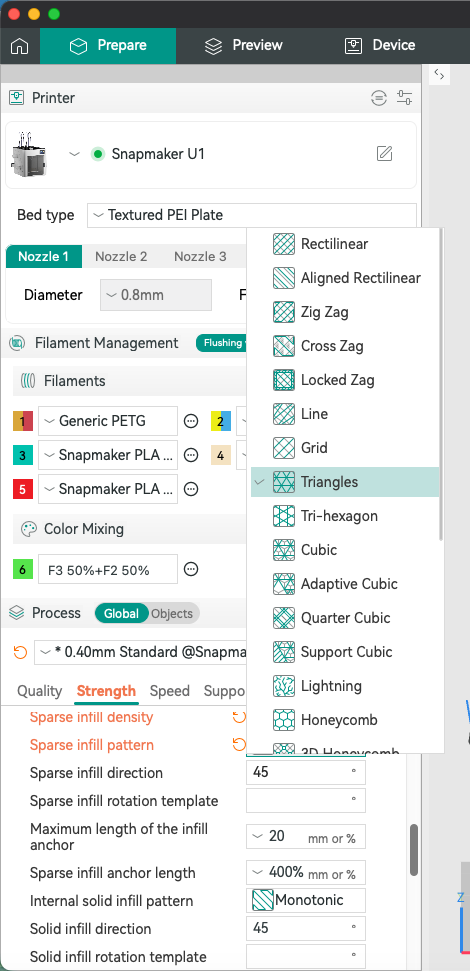 Prepare
Preview
Device
Printer
Snapmaker U1
Bed type
Textured PEI Plate
Nozzle 1
Nozzle 2
Nozzle 3
Diameter
0.8mm
F
Filament Management
Flushing
Filaments
1
Generic PETG
2
3
Snapmaker PLA ...
4
5
Snapmaker PLA ...
Color Mixing
6
F3 50%+F2 50%
Process
Global
Objects
* 0.40mm Standard @Snapma
Quality
Strength
Speed
Suppo
Rectilinear
Aligned Rectilinear
Zig Zag
Cross Zag
Locked Zag
Line
Grid
Triangles
Tri-hexagon
Cubic
Adaptive Cubic
Quarter Cubic
Support Cubic
Lightning
Honeycomb
3D Honeycomb
Sparse infill density
Sparse infill pattern
Sparse infill direction
45 °
Sparse infill rotation template
°
Maximum length of the infill
anchor
20 mm or %
Sparse infill anchor length
400% mm or %
Internal solid infill pattern
Monotonic
Solid infill direction
45 °
Solid infill rotation template
°
Z